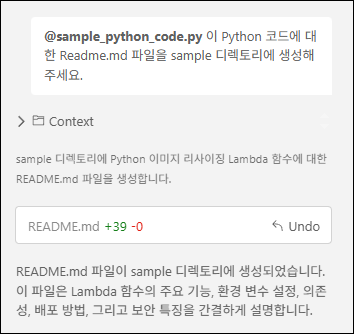 @sample_python_code.py 이 Python 코드에 대
한 Readme.md 파일을 sample 디렉토리에 생성해
주세요.
Context
sample 디렉토리에 Python 이미지 리사이징 Lambda 함수에 대한
README.md 파일을 생성합니다.
README.md +39 -0 Undo
README.md 파일이 sample 디렉토리에 생성되었습니다.
이 파일은 Lambda 함수의 주요 기능, 환경 변수 설정, 의존
성, 배포 방법, 그리고 보안 특징을 간결하게 설명합니다.